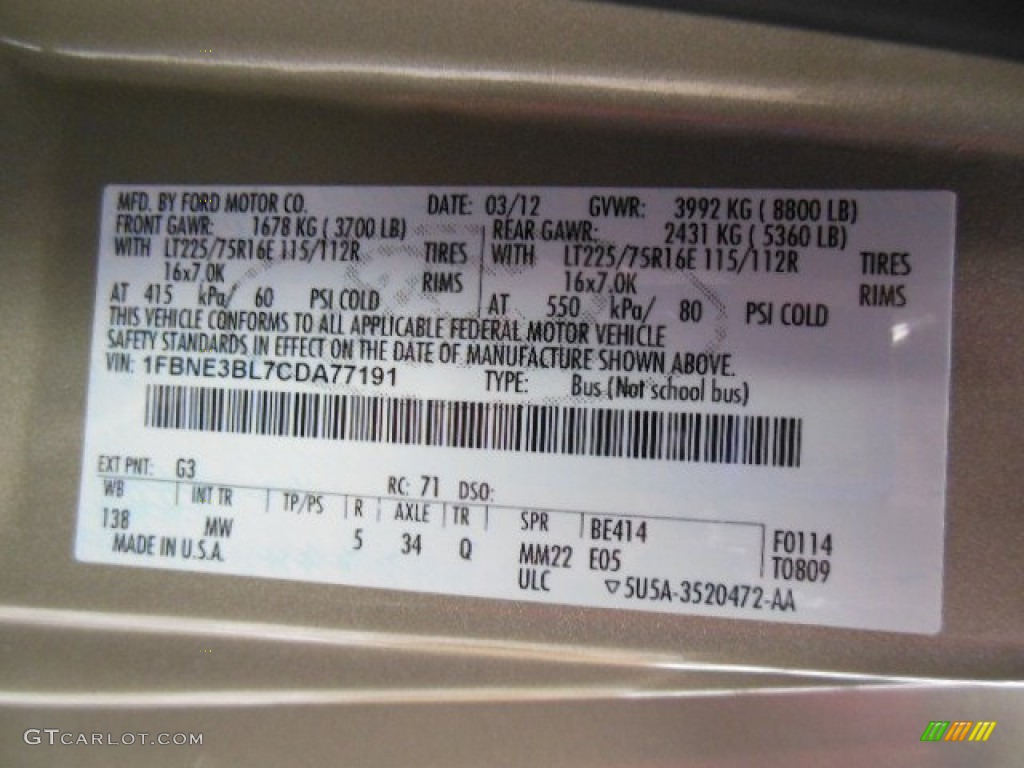 MFD. BY FORD MOTOR CO. DATE: 03/12 GVWR: 3992 KG ( 8800 LB)
FRONT GAWR: 1678 KG ( 3700 LB) REAR GAWR: 2431 KG ( 5360 LB)
WITH LT225/75R16E 115/112R TIRES WITH LT225/75R16E 115/112R TIRES
16x7.0K RIMS 16x7.0K RIMS
AT 415 kPa/ 60 PSI COLD AT 550 kPa/ 80 PSI COLD
THIS VEHICLE CONFORMS TO ALL APPLICABLE FEDERAL MOTOR VEHICLE
SAFETY STANDARDS IN EFFECT ON THE DATE OF MANUFACTURE SHOWN ABOVE.
VIN: 1FBNE3BL7CDA77191 TYPE: Bus (Not school bus)
EXT PNT: G3 RC: 71 DSO:
WB INT TR TP/PS R AXLE TR SPR BE414 F0114
138 MW 5 34 Q MM22 E05 T0809
MADE IN U.S.A. ULC ▽5U5A-3520472-AA
GTCARLOT.COM